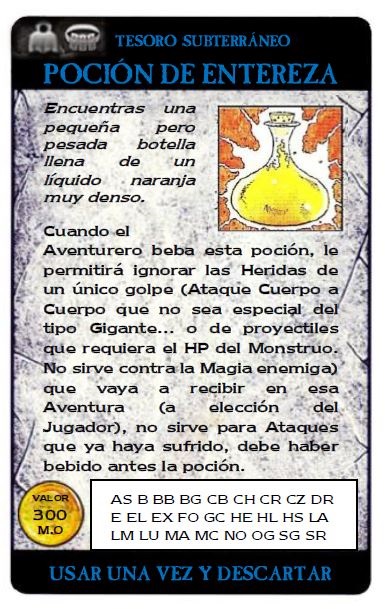 TESORO SUBTERRÁNEO
POCIÓN DE ENTEREZA
Encuentras una
pequeña pero
pesada botella
llena de un
líquido naranja
muy denso.
Cuando el
Aventurero beba esta poción, le
permitirá ignorar las Heridas de
un único golpe (Ataque Cuerpo a
Cuerpo que no sea especial del
tipo Gigante... o de proyectiles
que requiera el HP del Monstruo.
No sirve contra la Magia enemiga)
que vaya a recibir en esa
Aventura (a elección del
Jugador), no sirve para Ataques
que ya haya sufrido, debe haber
bebido antes la poción.
VALOR
300
M.O
AS B BB BG CB CH CR CZ DR
E EL EX FO GC HE HL HS LA
LM LU MA MC NO OG SG SR
USAR UNA VEZ Y DESCARTAR